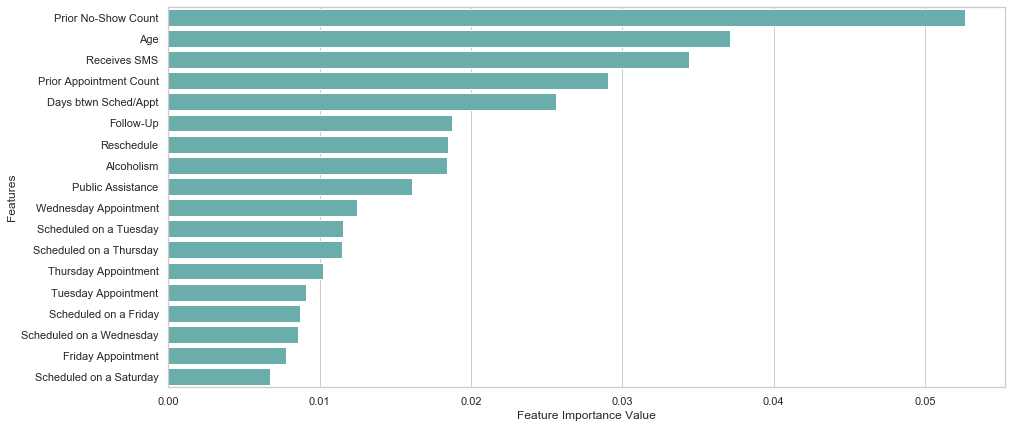 Features
Prior No-Show Count
Age
Receives SMS
Prior Appointment Count
Days btwn Sched/Appt
Follow-Up
Reschedule
Alcoholism
Public Assistance
Wednesday Appointment
Scheduled on a Tuesday
Scheduled on a Thursday
Thursday Appointment
Tuesday Appointment
Scheduled on a Friday
Scheduled on a Wednesday
Friday Appointment
Scheduled on a Saturday
0.00 0.01 0.02 0.03 0.04 0.05
Feature Importance Value